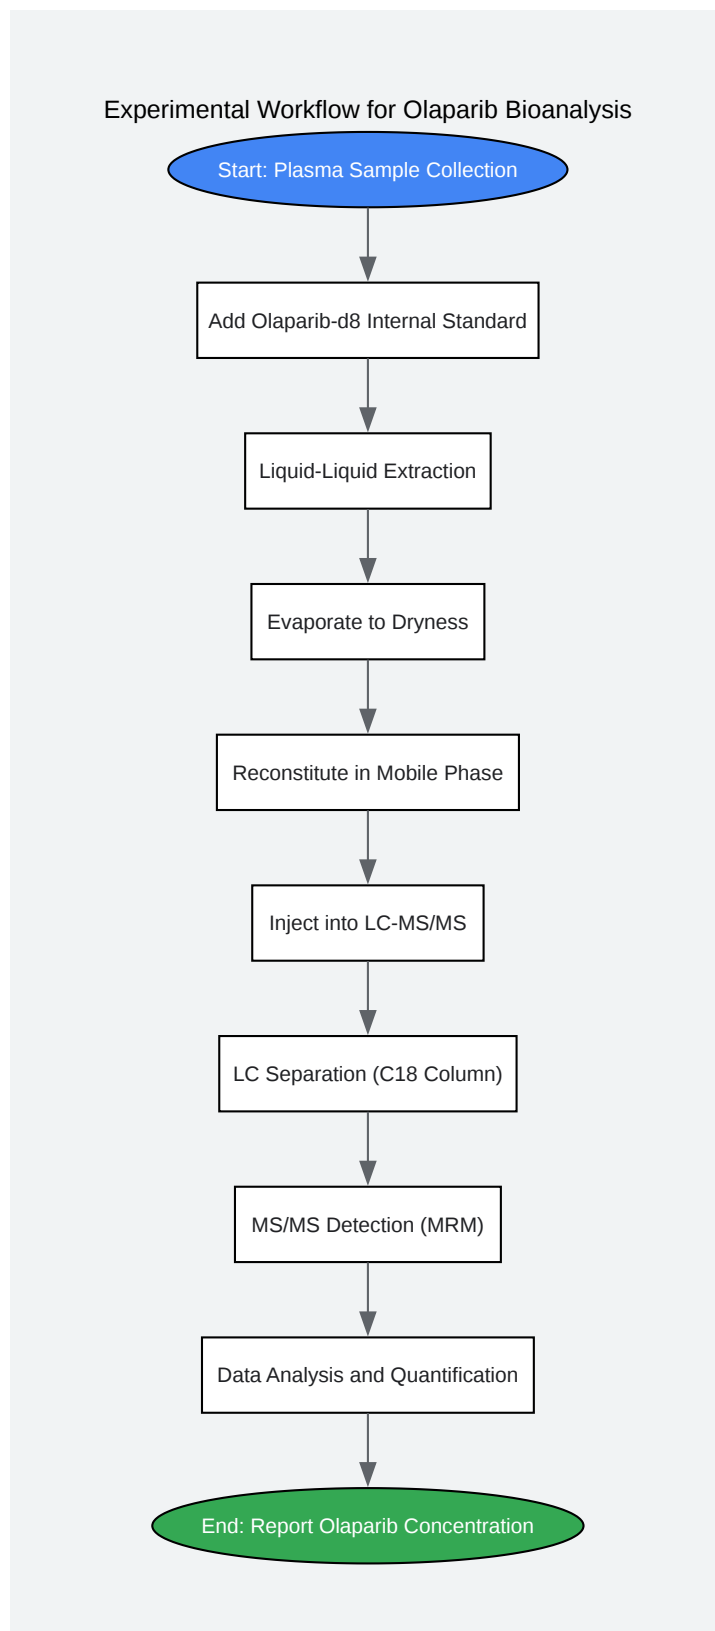 Experimental Workflow for Olaparib Bioanalysis
Start: Plasma Sample Collection
Add Olaparib-d8 Internal Standard
Liquid-Liquid Extraction
Evaporate to Dryness
Reconstitute in Mobile Phase
Inject into LC-MS/MS
LC Separation (C18 Column)
MS/MS Detection (MRM)
Data Analysis and Quantification
End: Report Olaparib Concentration